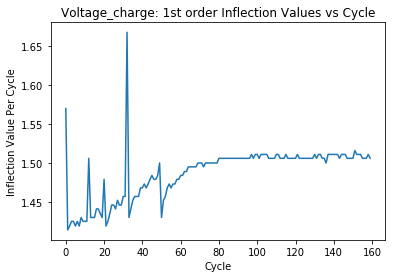 Voltage_charge: 1st order Inflection Values vs Cycle
1.65
1.60
1.55
1.50
1.45
Inflection Value Per Cycle
0 20 40 60 80 100 120 140 160
Cycle